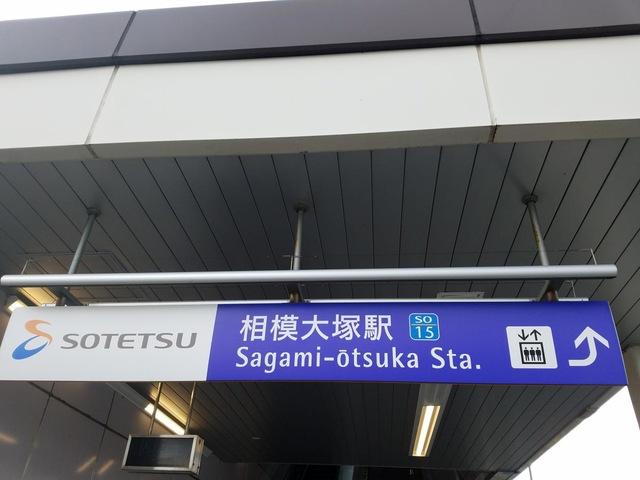 SOTETSU
相模大塚駅
SO
15
Sagami-ōtsuka Sta.